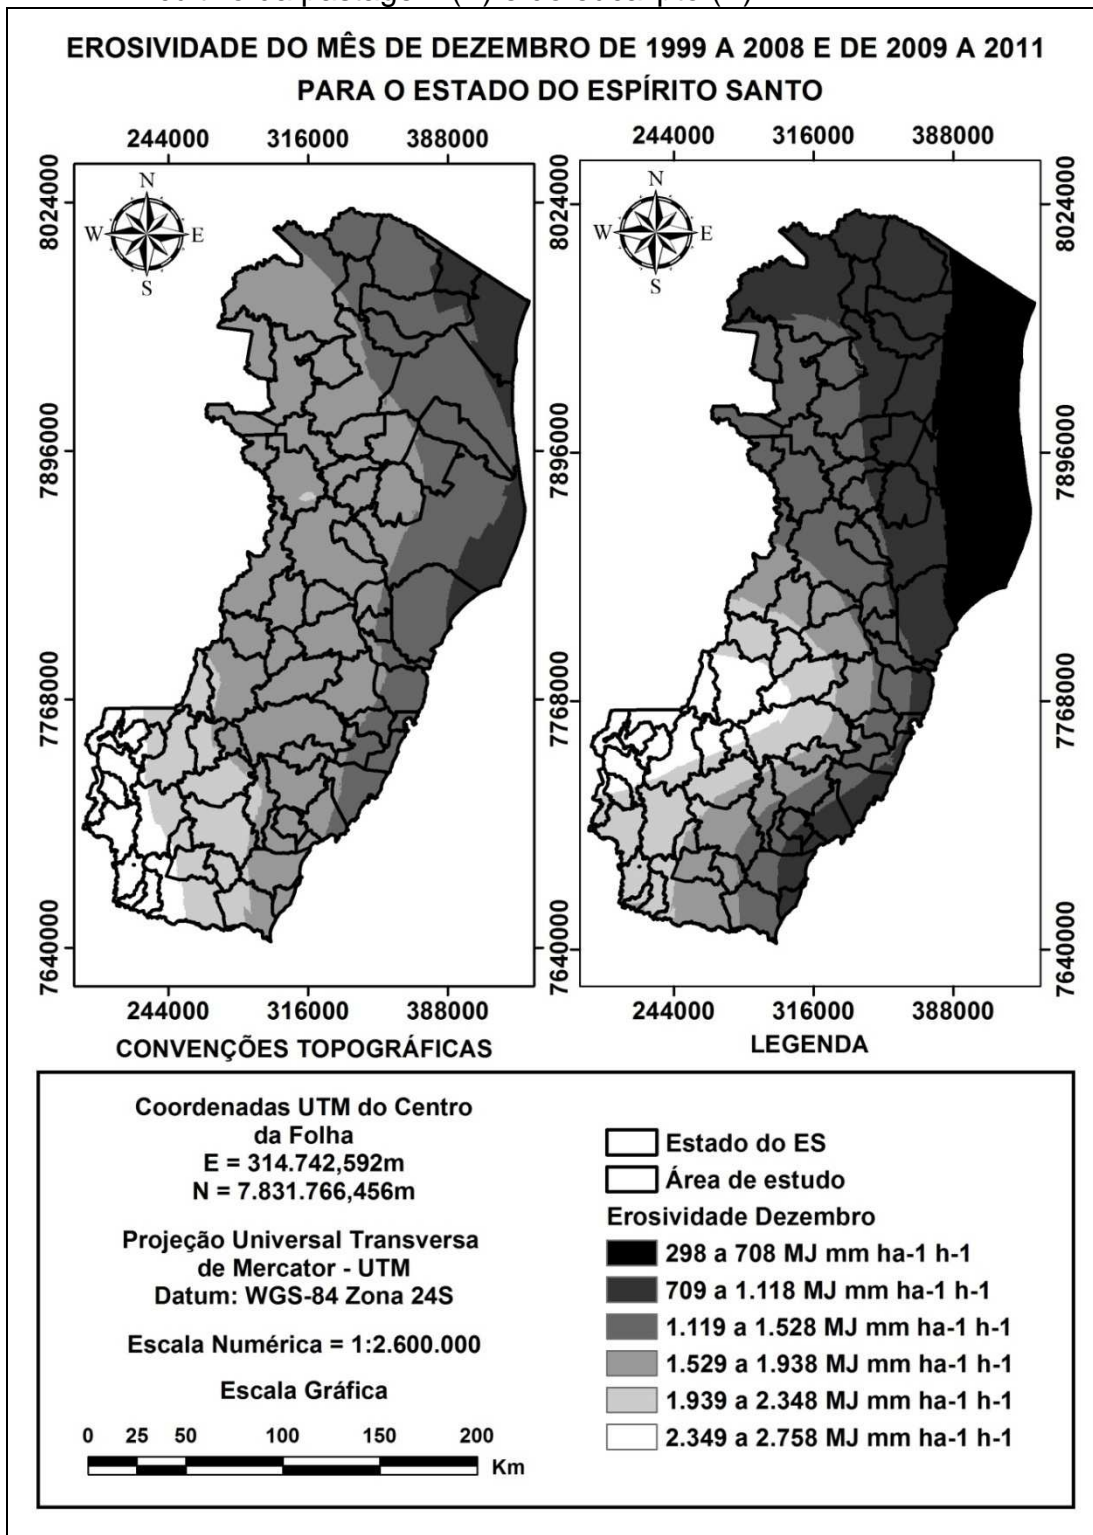 EROSIVIDADE DO MÊS DE DEZEMBRO DE 1999 A 2008 E DE 2009 A 2011
PARA O ESTADO DO ESPÍRITO SANTO
244000 316000 388000
244000 316000 388000
8024000
7896000
7768000
7640000
N
W E
S
N
W E
S
8024000
7896000
7768000
7640000
244000 316000 388000
244000 316000 388000
CONVENÇÕES TOPOGRÁFICAS
LEGENDA
Coordenadas UTM do Centro
da Folha
E = 314.742,592m
N = 7.831.766,456m
Projeção Universal Transversa
de Mercator - UTM
Datum: WGS-84 Zona 24S
Escala Numérica = 1:2.600.000
Escala Gráfica
0 25 50 100 150 200
Km
Estado do ES
Área de estudo
Erosividade Dezembro
298 a 708 MJ mm ha-1 h-1
709 a 1.118 MJ mm ha-1 h-1
1.119 a 1.528 MJ mm ha-1 h-1
1.529 a 1.938 MJ mm ha-1 h-1
1.939 a 2.348 MJ mm ha-1 h-1
2.349 a 2.758 MJ mm ha-1 h-1